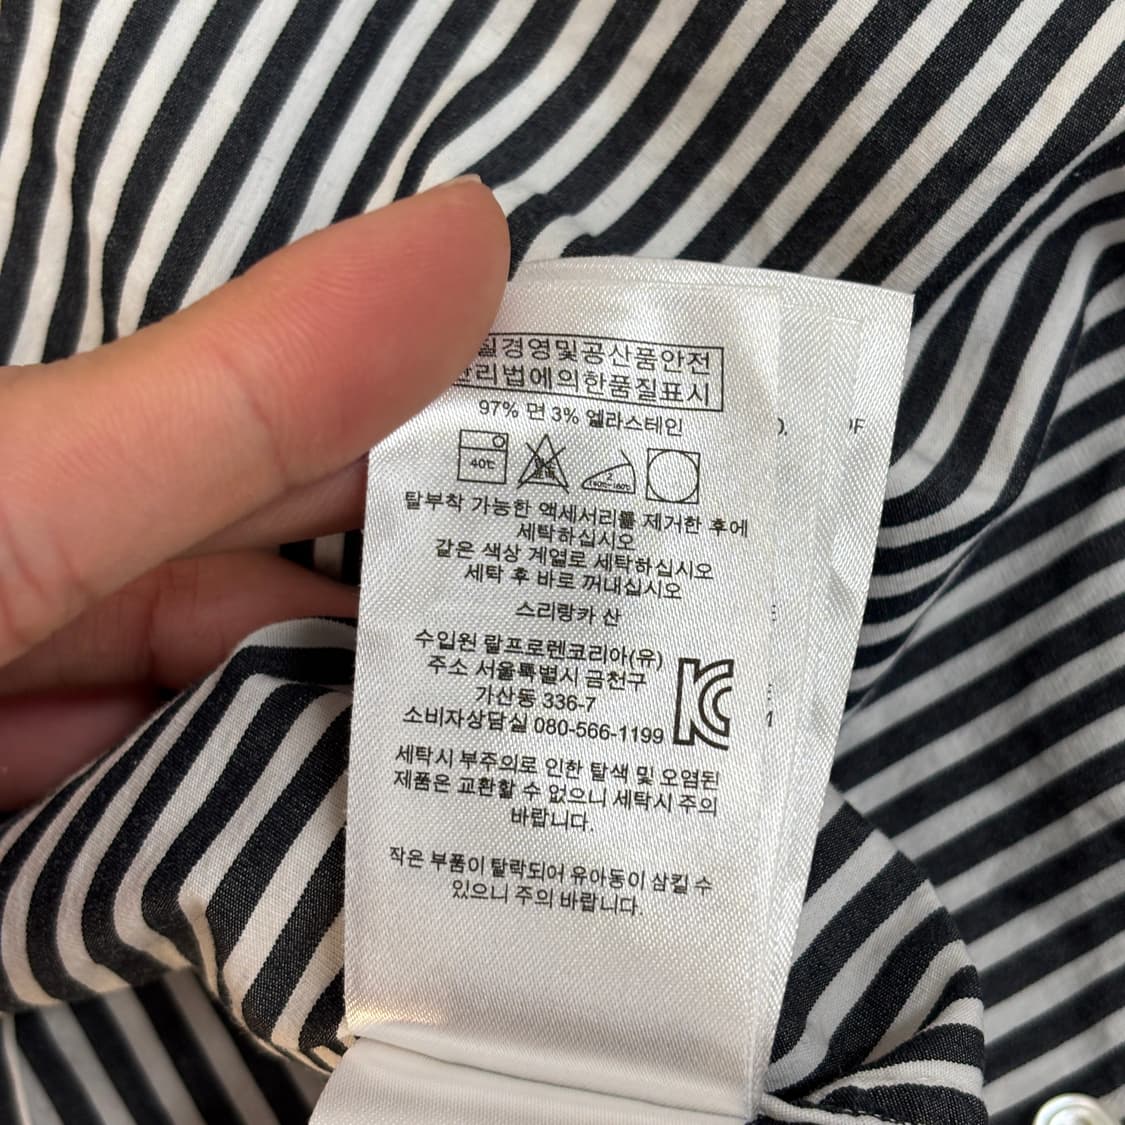 질경영및공산품안전
관리법에의한품질표시
97% 면 3% 엘라스테인
40℃
탈부착 가능한 액세서리를 제거한 후에
세탁하십시오
같은 색상 계열로 세탁하십시오
세탁 후 바로 꺼내십시오
스리랑카 산
수입원 랄프로렌코리아(유)
주소 서울특별시 금천구
가산동 336-7
소비자상담실 080-566-1199
세탁시 부주의로 인한 탈색 및 오염된
제품은 교환할 수 없으니 세탁시 주의
바랍니다.
작은 부품이 탈락되어 유아동이 삼킬 수
있으니 주의 바랍니다.